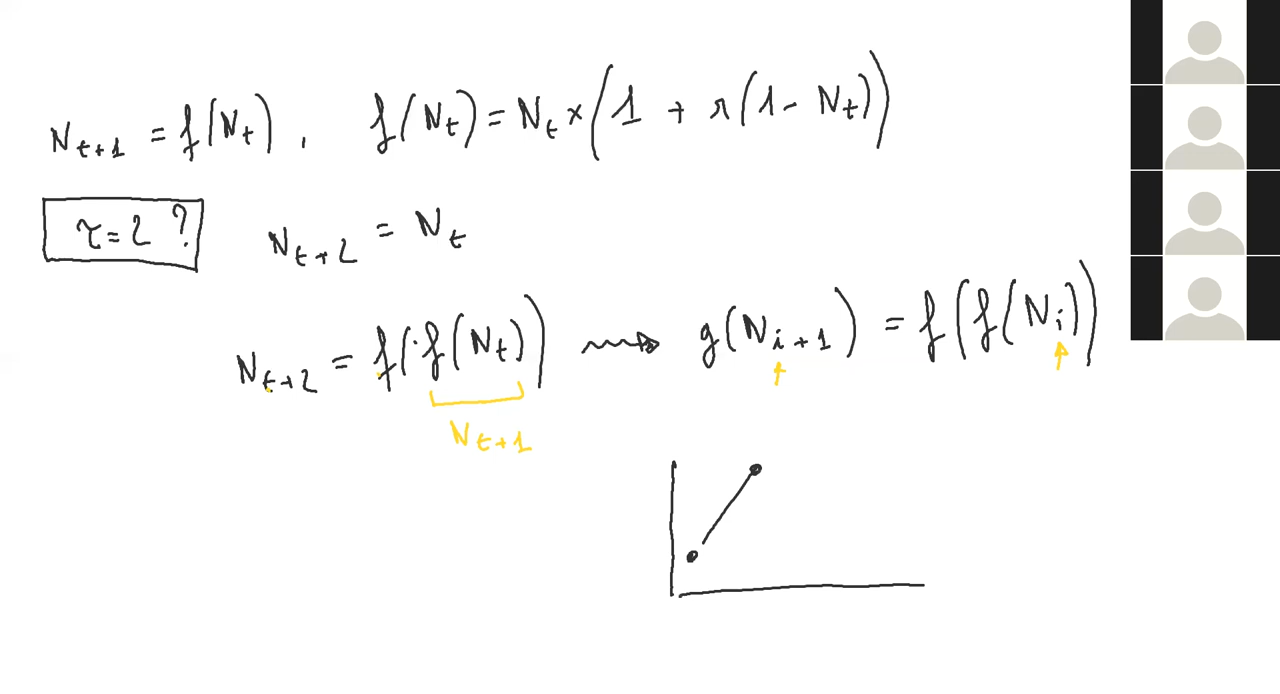 N_{t+1} = f(N_t), f(N_t) = N_t × (1 + r(1 - N_t))
τ = 2 ? N_{t+2} = N_t
N_{t+2} = f(f(N_t)) ⇝ g(N_{i+1}) = f(f(N_i))
N_{t+1}